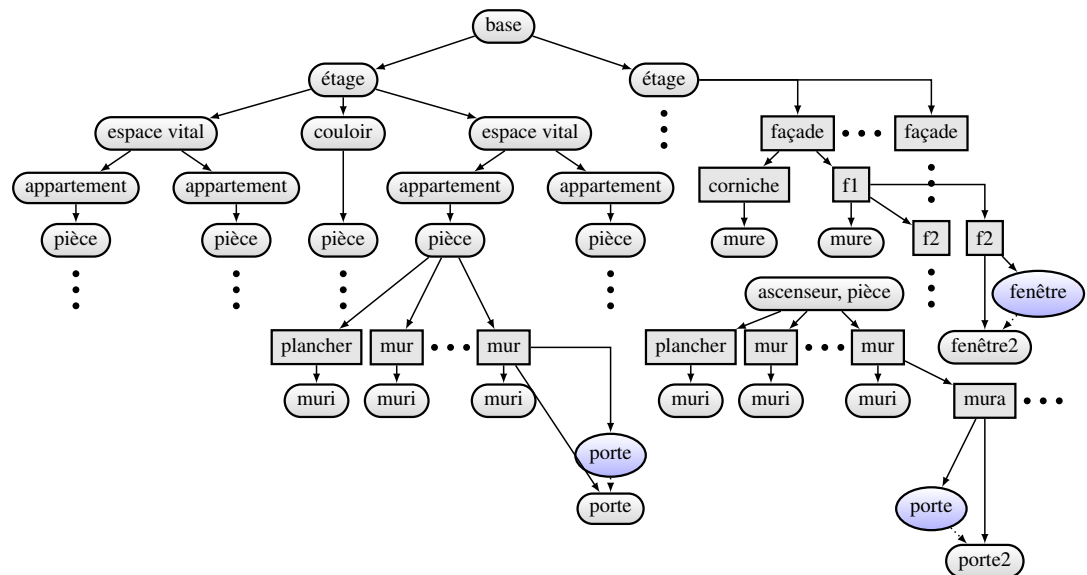 base
étage
étage
espace vital
couloir
espace vital
façade
façade
appartement
appartement
appartement
appartement
corniche
f1
pièce
pièce
pièce
pièce
pièce
mure
mure
f2
f2
ascenseur, pièce
fenêtre
plancher
mur
mur
plancher
mur
mur
fenêtre2
muri
muri
muri
muri
muri
muri
mura
porte
porte
porte
porte2